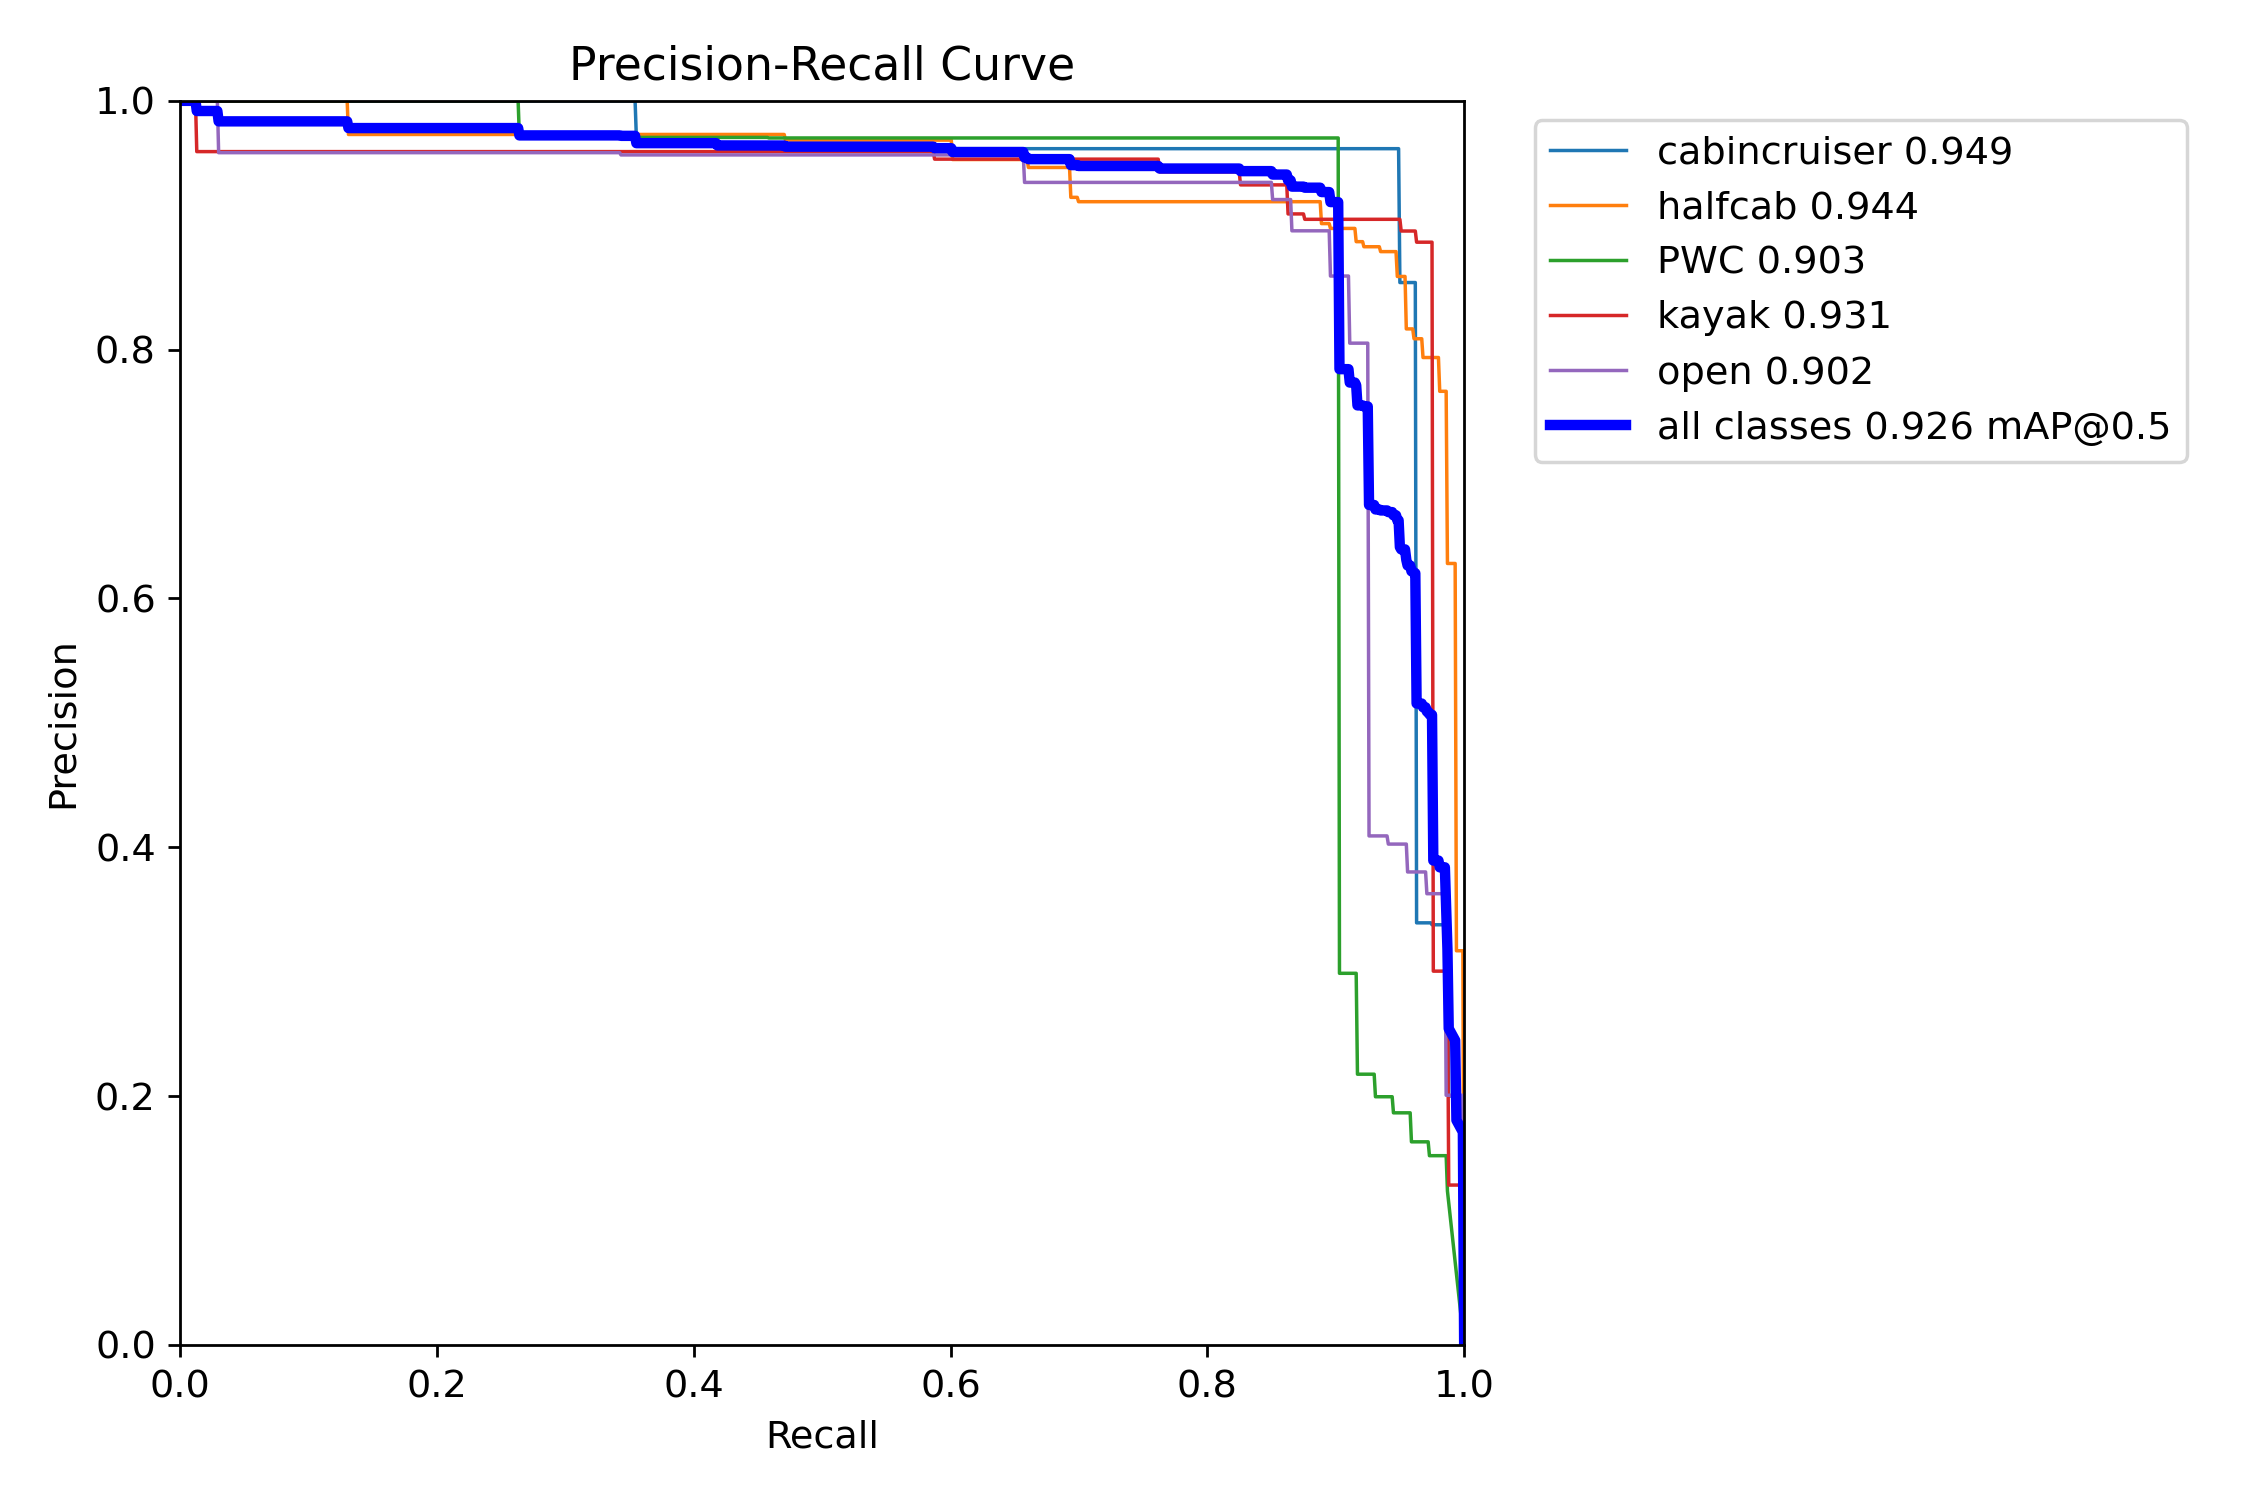 Precision-Recall Curve
1.0
0.8
0.6
0.4
0.2
0.0
Precision
0.0 0.2 0.4 0.6 0.8 1.0
Recall
cabincruiser 0.949
halfcab 0.944
PWC 0.903
kayak 0.931
open 0.902
all classes 0.926 mAP@0.5